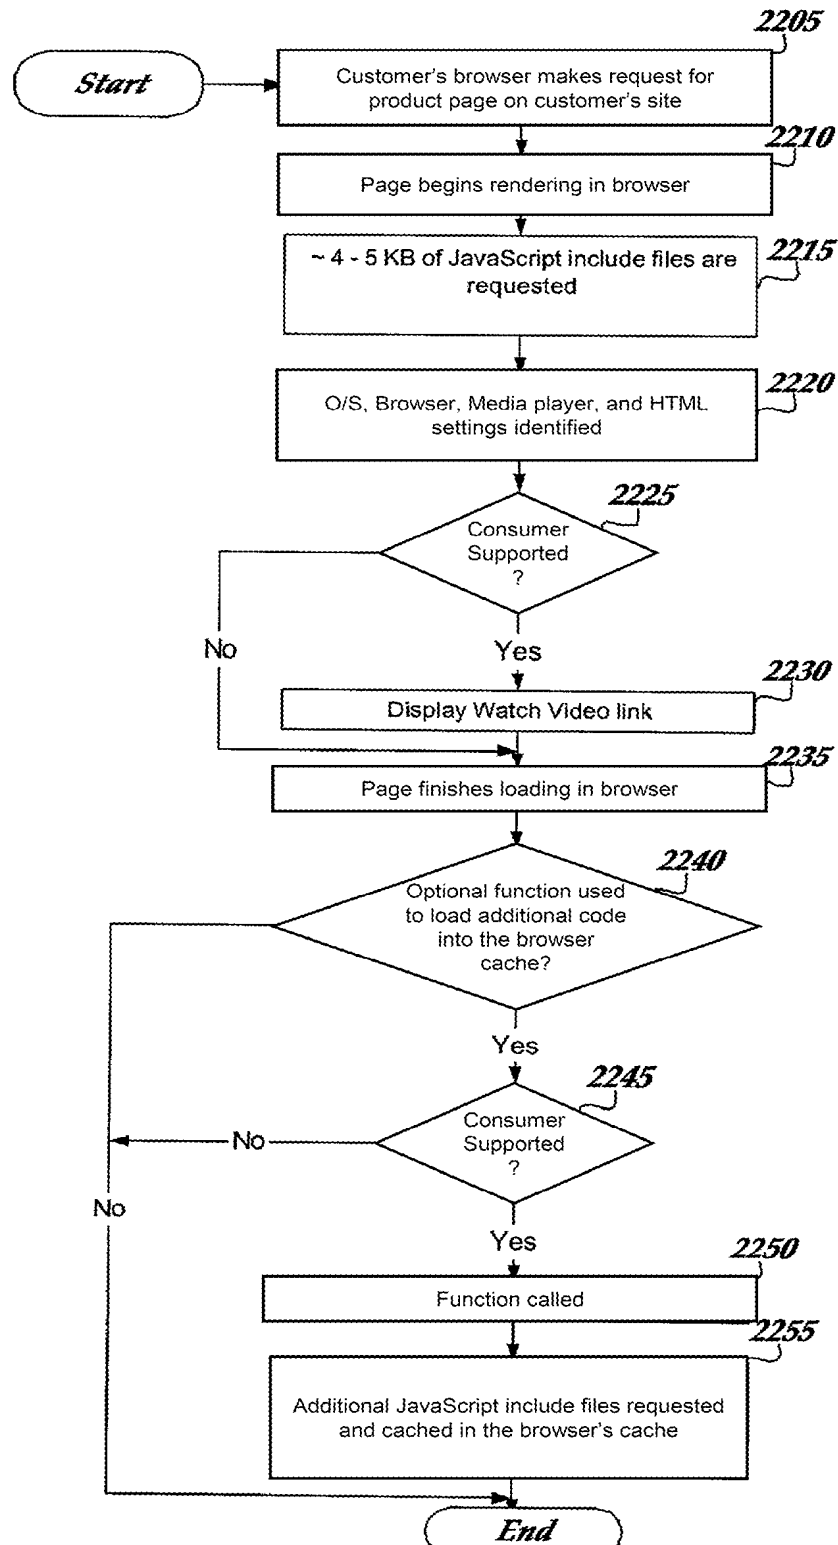 2205
Start
Customer's browser makes request for
product page on customer's site
2210
Page begins rendering in browser
2215
~ 4 - 5 KB of JavaScript include files are
requested
2220
O/S, Browser, Media player, and HTML
settings identified
2225
Consumer
Supported
?
No
Yes
2230
Display Watch Video link
2235
Page finishes loading in browser
2240
Optional function used
to load additional code
into the browser
cache?
Yes
2245
Consumer
Supported
?
No
No
Yes
2250
Function called
2255
Additional JavaScript include files requested
and cached in the browser's cache
End